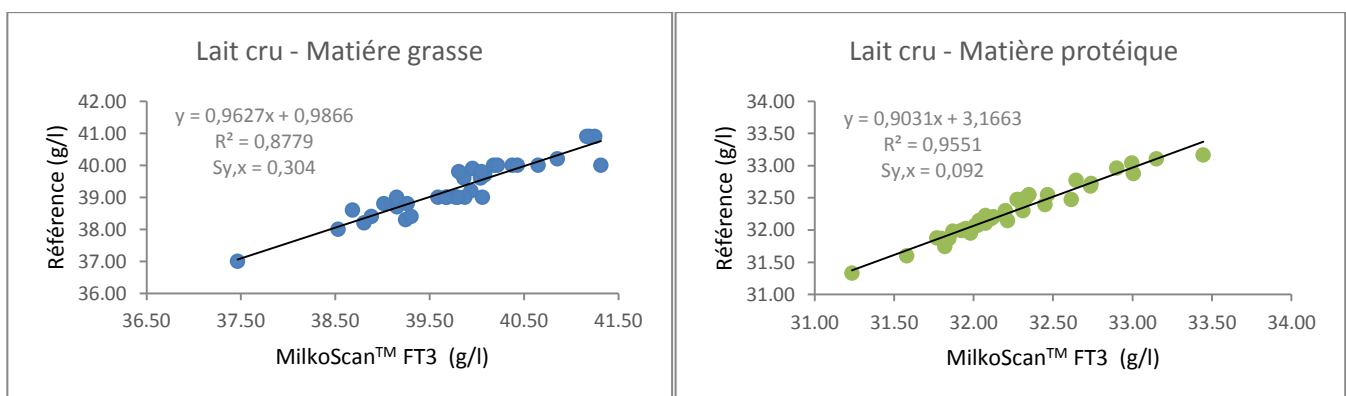 Lait cru - Matiére grasse
y = 0,9627x + 0,9866
R² = 0,8779
Sy,x = 0,304
Référence (g/l)
42.00
41.00
40.00
39.00
38.00
37.00
36.00
36.50 37.50 38.50 39.50 40.50 41.50
MilkoScan™ FT3 (g/l)
Lait cru - Matière protéique
y = 0,9031x + 3,1663
R² = 0,9551
Sy,x = 0,092
Référence (g/l)
34.00
33.50
33.00
32.50
32.00
31.50
31.00
31.00 31.50 32.00 32.50 33.00 33.50 34.00
MilkoScan™ FT3 (g/l)